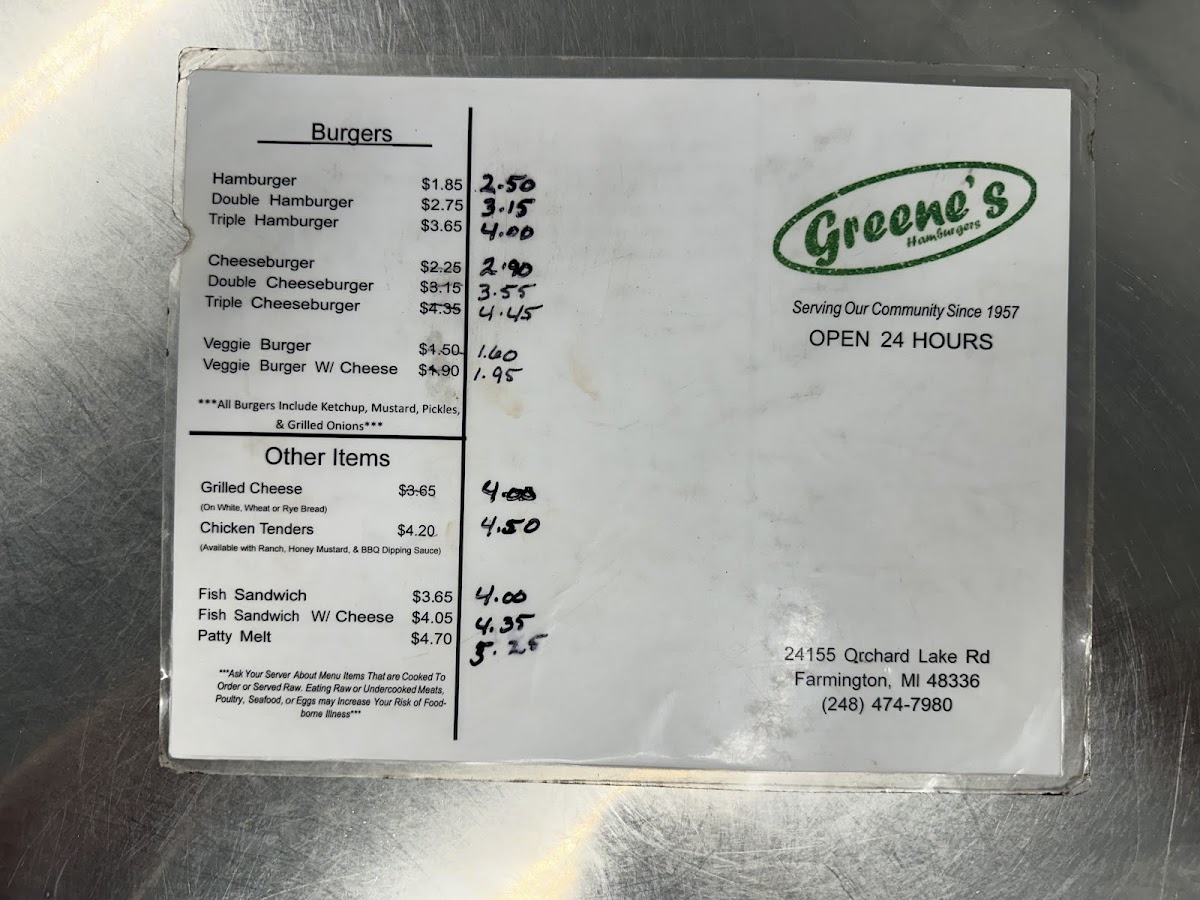 Burgers
Hamburger $1.85 2.50
Double Hamburger $2.75 3.15
Triple Hamburger $3.65 4.00
Cheeseburger $2.25 2.90
Double Cheeseburger $3.15 3.55
Triple Cheeseburger $4.35 4.45
Veggie Burger $1.50 1.60
Veggie Burger W/ Cheese $1.90 1.95
***All Burgers Include Ketchup, Mustard, Pickles,
& Grilled Onions***
Other Items
Grilled Cheese $3.65 4.00
(On White, Wheat or Rye Bread)
Chicken Tenders $4.20 4.50
(Available with Ranch, Honey Mustard, & BBQ Dipping Sauce)
Fish Sandwich $3.65 4.00
Fish Sandwich W/ Cheese $4.05 4.35
Patty Melt $4.70 5.25
***Ask Your Server About Menu Items That are Cooked To
Order or Served Raw. Eating Raw or Undercooked Meats,
Poultry, Seafood, or Eggs may Increase Your Risk of Food-
borne Illness***
Greene's
Hamburgers
Serving Our Community Since 1957
OPEN 24 HOURS
24155 Orchard Lake Rd
Farmington, MI 48336
(248) 474-7980